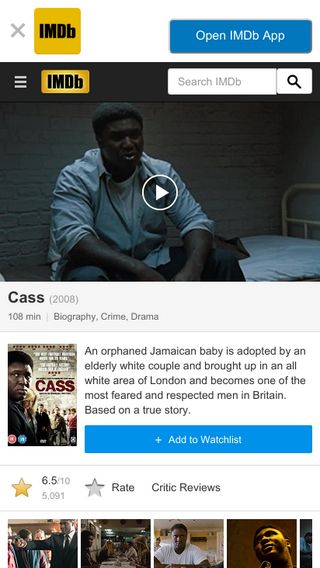 IMDb
Open IMDb App
IMDb
Search IMDb
Cass (2008)
108 min | Biography, Crime, Drama
CASS
An orphaned Jamaican baby is adopted by an
elderly white couple and brought up in an all
white area of London and becomes one of the
most feared and respected men in Britain.
Based on a true story.
+ Add to Watchlist
6.5/10
5,091
Rate
Critic Reviews